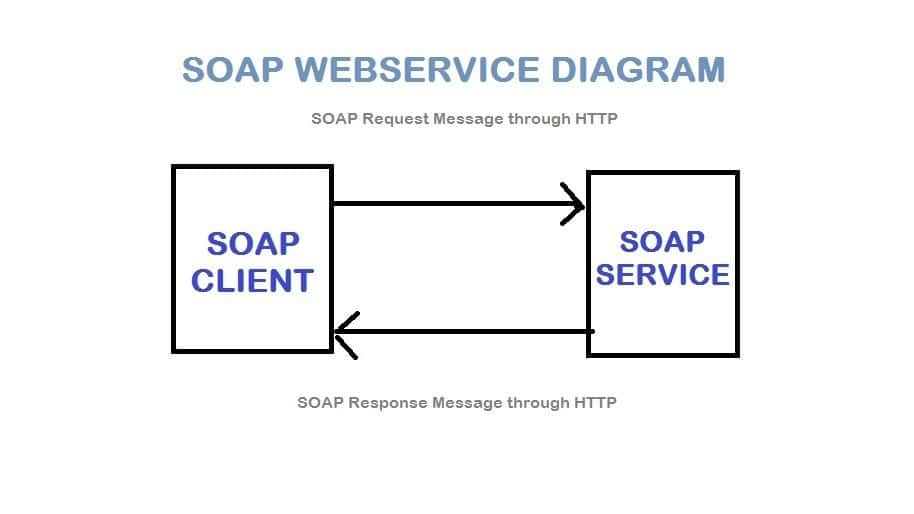 SOAP WEBSERVICE DIAGRAM
SOAP Request Message through HTTP
SOAP
CLIENT
SOAP
SERVICE
SOAP Response Message through HTTP